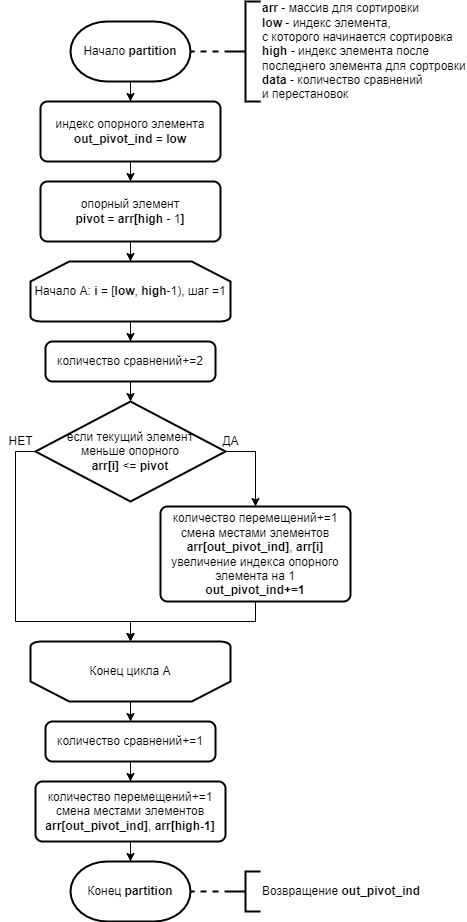 arr - массив для сортировки
low - индекс элемента,
с которого начинается сортировка
high - индекс элемента после
последнего элемента для сортровки
data - количество сравнений
и перестановок
Начало partition
индекс опорного элемента
out_pivot_ind = low
опорный элемент
pivot = arr[high - 1]
Начало А: i = [low, high-1), шаг =1
количество сравнений+=2
если текущий элемент
меньше опорного
arr[i] <= pivot
НЕТ
ДА
количество перемещений+=1
смена местами элементов
arr[out_pivot_ind], arr[i]
увеличение индекса опорного
элемента на 1
out_pivot_ind+=1
Конец цикла А
количество сравнений+=1
количество перемещений+=1
смена местами элементов
arr[out_pivot_ind], arr[high-1]
Конец partition
Возвращение out_pivot_ind